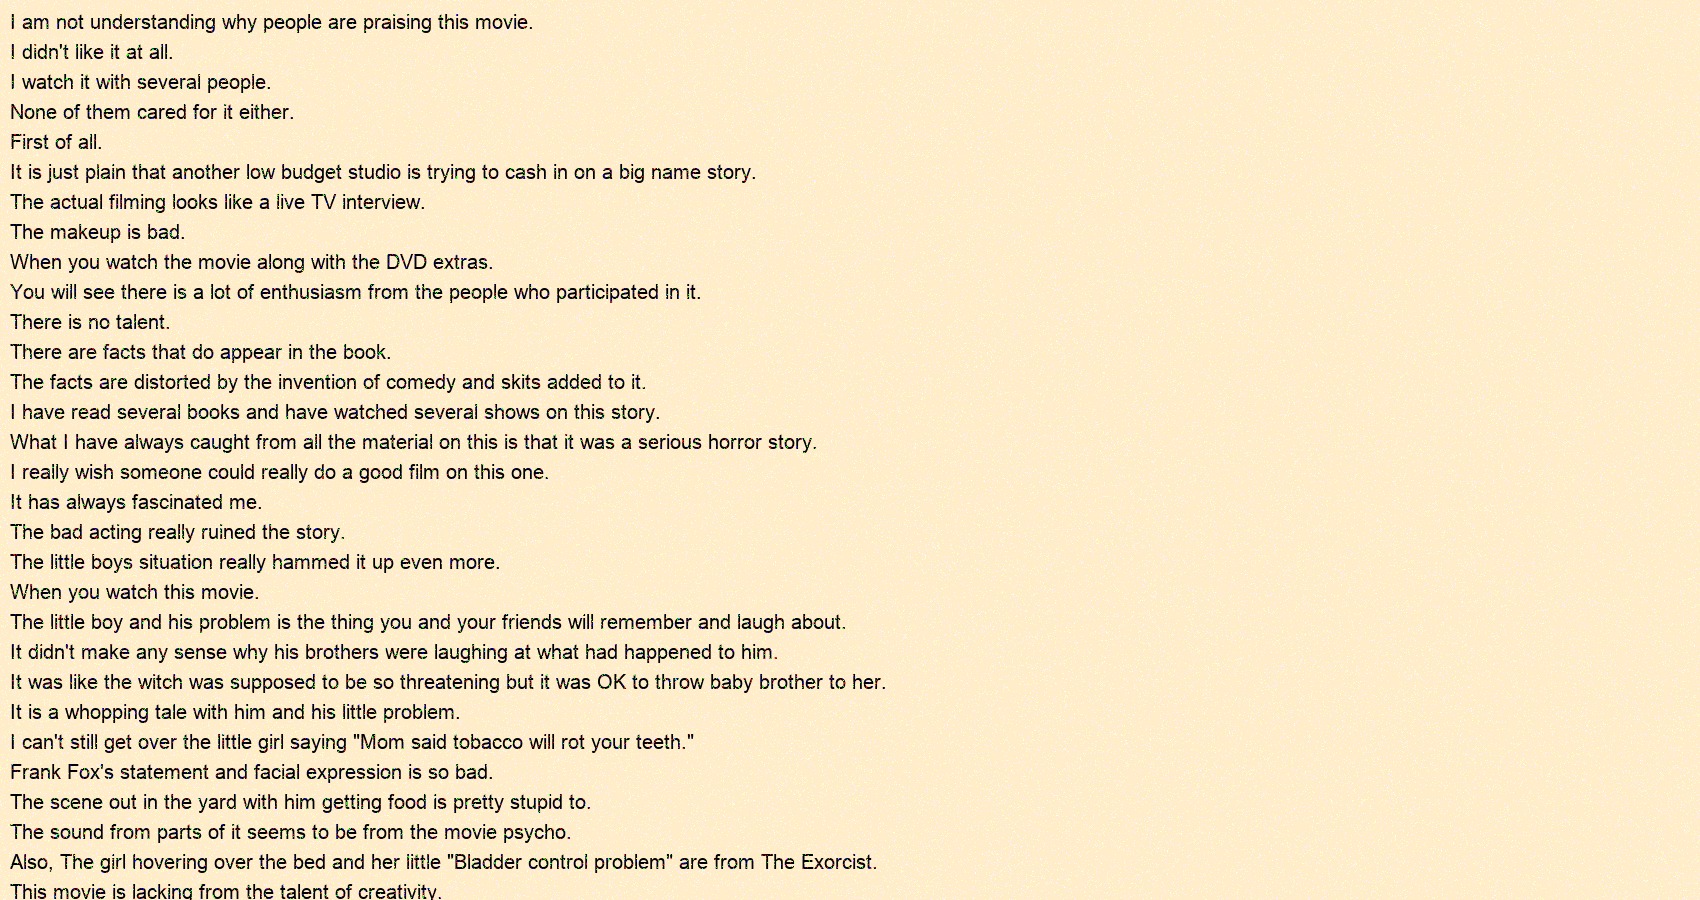 I am not understanding why people are praising this movie.
I didn't like it at all.
I watch it with several people.
None of them cared for it either.
First of all.
It is just plain that another low budget studio is trying to cash in on a big name story.
The actual filming looks like a live TV interview.
The makeup is bad.
When you watch the movie along with the DVD extras.
You will see there is a lot of enthusiasm from the people who participated in it.
There is no talent.
There are facts that do appear in the book.
The facts are distorted by the invention of comedy and skits added to it.
I have read several books and have watched several shows on this story.
What I have always caught from all the material on this is that it was a serious horror story.
I really wish someone could really do a good film on this one.
It has always fascinated me.
The bad acting really ruined the story.
The little boys situation really hammed it up even more.
When you watch this movie.
The little boy and his problem is the thing you and your friends will remember and laugh about.
It didn't make any sense why his brothers were laughing at what had happened to him.
It was like the witch was supposed to be so threatening but it was OK to throw baby brother to her.
It is a whopping tale with him and his little problem.
I can't still get over the little girl saying "Mom said tobacco will rot your teeth."
Frank Fox's statement and facial expression is so bad.
The scene out in the yard with him getting food is pretty stupid to.
The sound from parts of it seems to be from the movie psycho.
Also, The girl hovering over the bed and her little "Bladder control problem" are from The Exorcist.
This movie is lacking from the talent of creativity.